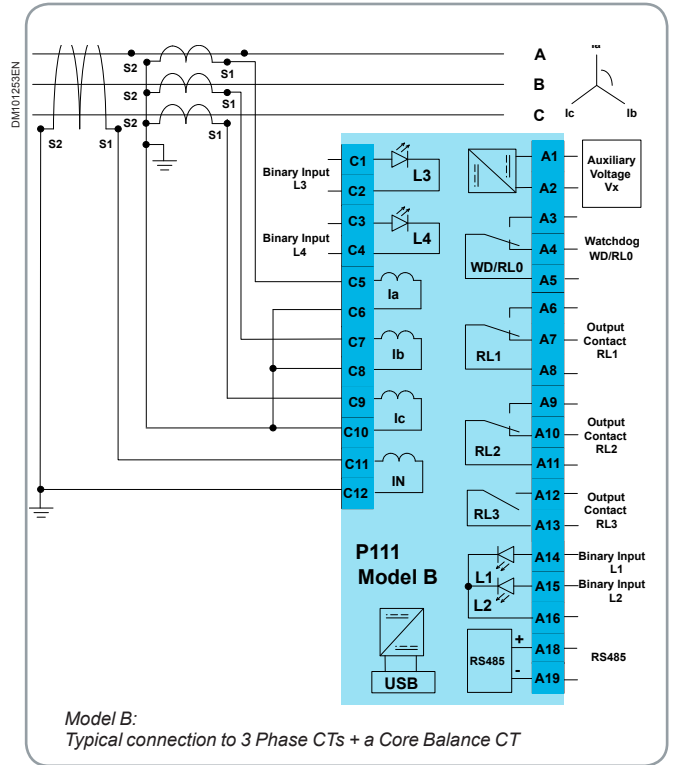 DM101253EN
Ia
A
B
C
Ic
Ib
S2
S1
S2
S1
S2
S1
S2
S1
Binary Input
L3
Binary Input
L4
C1
C2
C3
C4
C5
C6
C7
C8
C9
C10
C11
C12
L3
L4
Ia
Ib
Ic
IN
WD/RL0
RL1
RL2
RL3
L1
L2
P111
Model B
USB
RS485
+
-
A1
A2
A3
A4
A5
A6
A7
A8
A9
A10
A11
A12
A13
A14
A15
A16
A18
A19
Auxiliary
Voltage
Vx
Watchdog
WD/RL0
Output
Contact
RL1
Output
Contact
RL2
Output
Contact
RL3
Binary Input
L1
Binary Input
L2
RS485
Model B:
Typical connection to 3 Phase CTs + a Core Balance CT